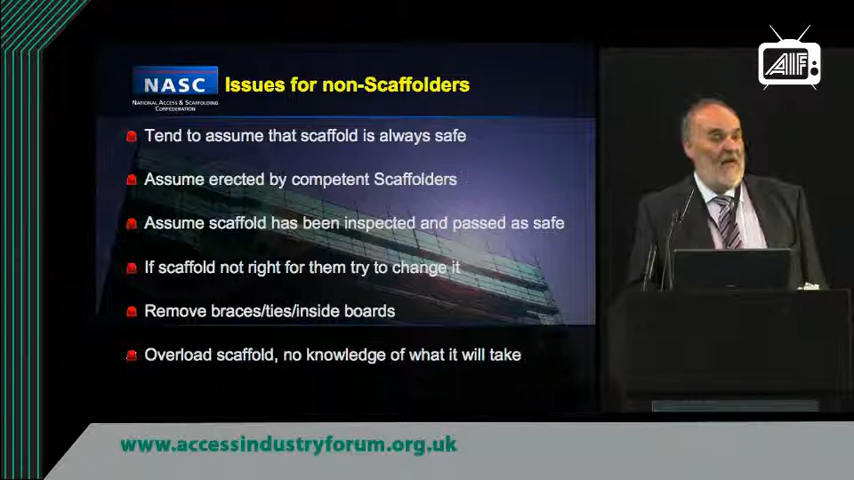 AIF
NASC
NATIONAL ACCESS & SCAFFOLDING
CONFEDERATION
Issues for non-Scaffolders
Tend to assume that scaffold is always safe
Assume erected by competent Scaffolders
Assume scaffold has been inspected and passed as safe
If scaffold not right for them try to change it
Remove braces/ties/inside boards
Overload scaffold, no knowledge of what it will take
www.accessindustryforum.org.uk